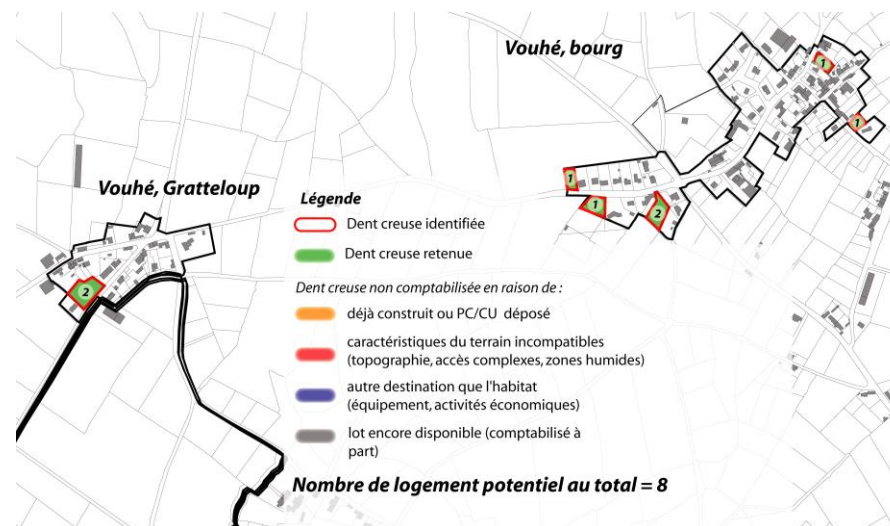 Vouhé, bourg
1
1
1
1
2
Vouhé, Gratteloup
2
Légende
Dent creuse identifiée
Dent creuse retenue
Dent creuse non comptabilisée en raison de :
déjà construit ou PC/CU déposé
caractéristiques du terrain incompatibles
(topographie, accès complexes, zones humides)
autre destination que l'habitat
(équipement, activités économiques)
lot encore disponible (comptabilisé à
part)
Nombre de logement potentiel au total = 8